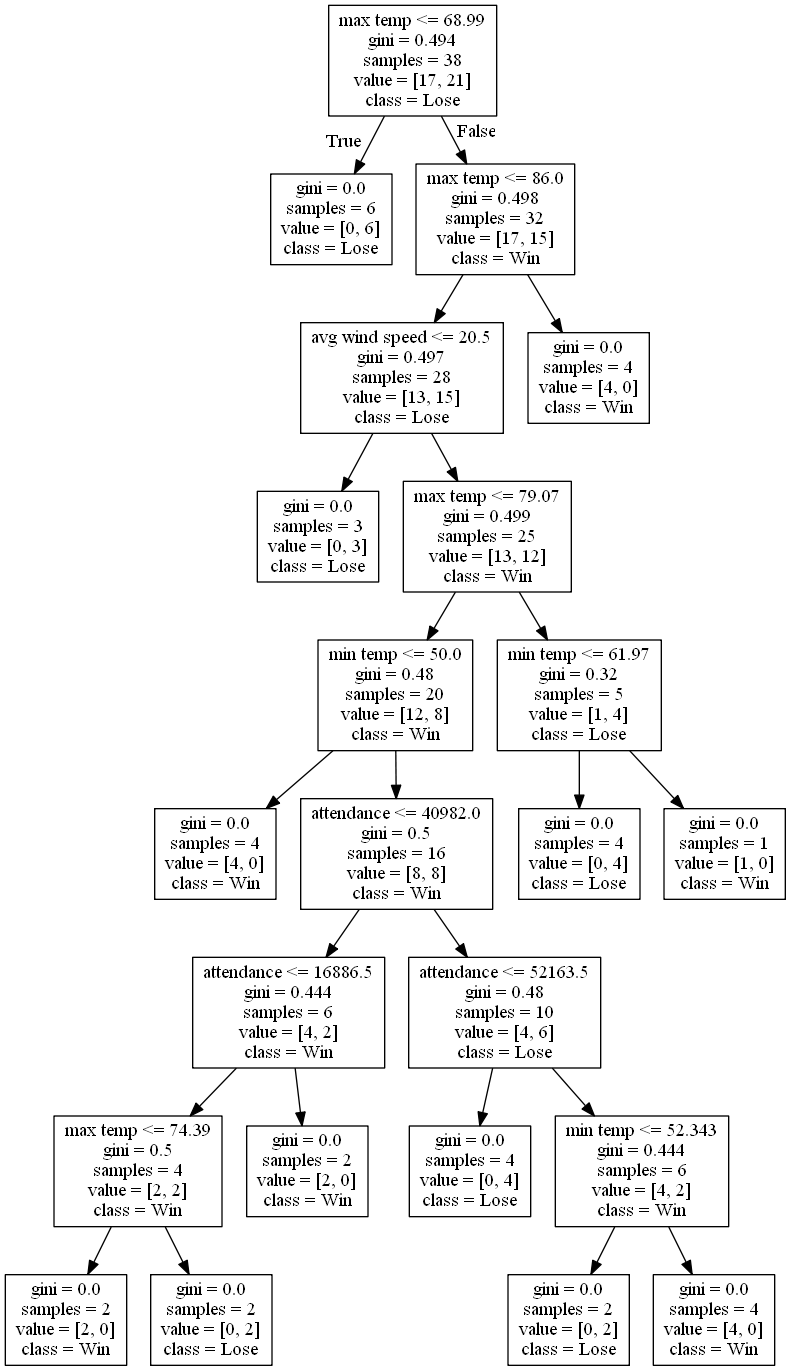 max temp <= 68.99
gini = 0.494
samples = 38
value = [17, 21]
class = Lose
True
False
gini = 0.0
samples = 6
value = [0, 6]
class = Lose
max temp <= 86.0
gini = 0.498
samples = 32
value = [17, 15]
class = Win
avg wind speed <= 20.5
gini = 0.497
samples = 28
value = [13, 15]
class = Lose
gini = 0.0
samples = 4
value = [4, 0]
class = Win
gini = 0.0
samples = 3
value = [0, 3]
class = Lose
max temp <= 79.07
gini = 0.499
samples = 25
value = [13, 12]
class = Win
min temp <= 50.0
gini = 0.48
samples = 20
value = [12, 8]
class = Win
min temp <= 61.97
gini = 0.32
samples = 5
value = [1, 4]
class = Lose
gini = 0.0
samples = 4
value = [4, 0]
class = Win
attendance <= 40982.0
gini = 0.5
samples = 16
value = [8, 8]
class = Win
gini = 0.0
samples = 4
value = [0, 4]
class = Lose
gini = 0.0
samples = 1
value = [1, 0]
class = Win
attendance <= 16886.5
gini = 0.444
samples = 6
value = [4, 2]
class = Win
attendance <= 52163.5
gini = 0.48
samples = 10
value = [4, 6]
class = Lose
max temp <= 74.39
gini = 0.5
samples = 4
value = [2, 2]
class = Win
gini = 0.0
samples = 2
value = [2, 0]
class = Win
gini = 0.0
samples = 4
value = [0, 4]
class = Lose
min temp <= 52.343
gini = 0.444
samples = 6
value = [4, 2]
class = Win
gini = 0.0
samples = 2
value = [2, 0]
class = Win
gini = 0.0
samples = 2
value = [0, 2]
class = Lose
gini = 0.0
samples = 2
value = [0, 2]
class = Lose
gini = 0.0
samples = 4
value = [4, 0]
class = Win